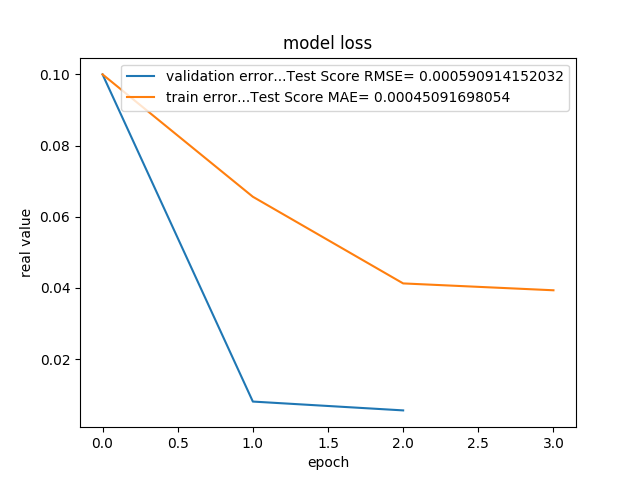 model loss
validation error...Test Score RMSE= 0.000590914152032
train error...Test Score MAE= 0.00045091698054
0.10
0.08
0.06
0.04
0.02
real value
0.0 0.5 1.0 1.5 2.0 2.5 3.0
epoch